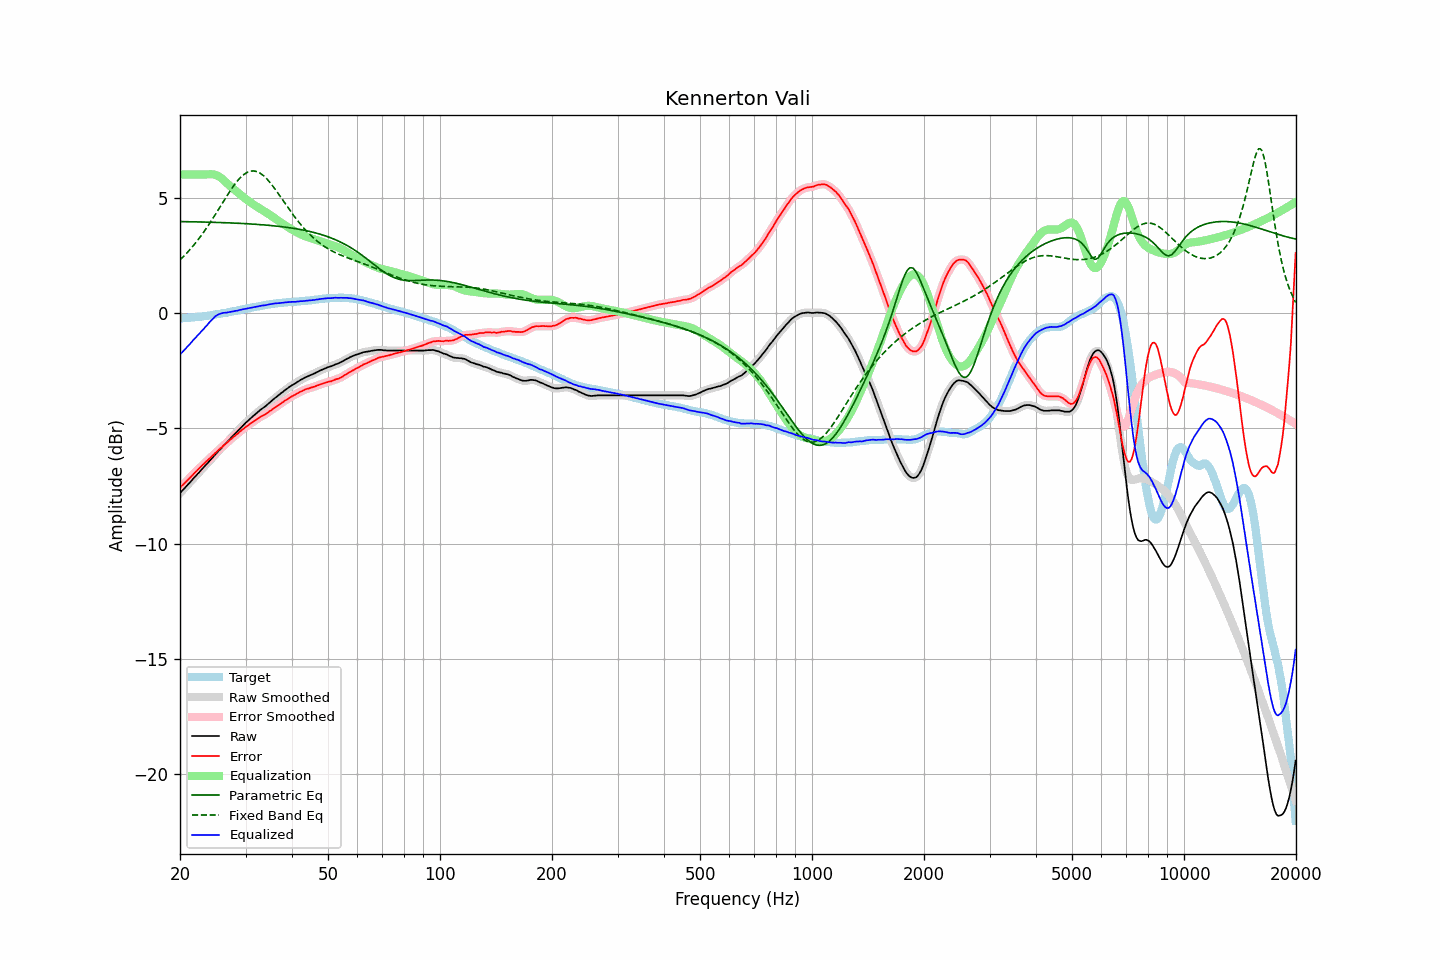 Kennerton Vali
Amplitude (dBr)
5
0
−5
−10
−15
−20
Target
Raw Smoothed
Error Smoothed
Raw
Error
Equalization
Parametric Eq
Fixed Band Eq
Equalized
20 50 100 200 500 1000 2000 5000 10000 20000
Frequency (Hz)